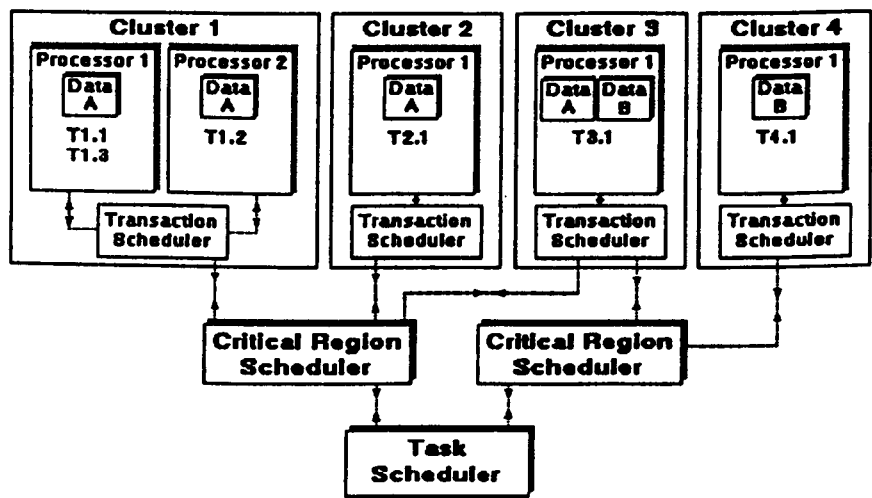 Cluster 1
Processor 1
Data
A
T1.1
T1.3
Processor 2
Data
A
T1.2
Transaction
Scheduler
Cluster 2
Processor 1
Data
A
T2.1
Transaction
Scheduler
Cluster 3
Processor 1
Data
A
Data
B
T3.1
Transaction
Scheduler
Cluster 4
Processor 1
Data
B
T4.1
Transaction
Scheduler
Critical Region
Scheduler
Critical Region
Scheduler
Task
Scheduler